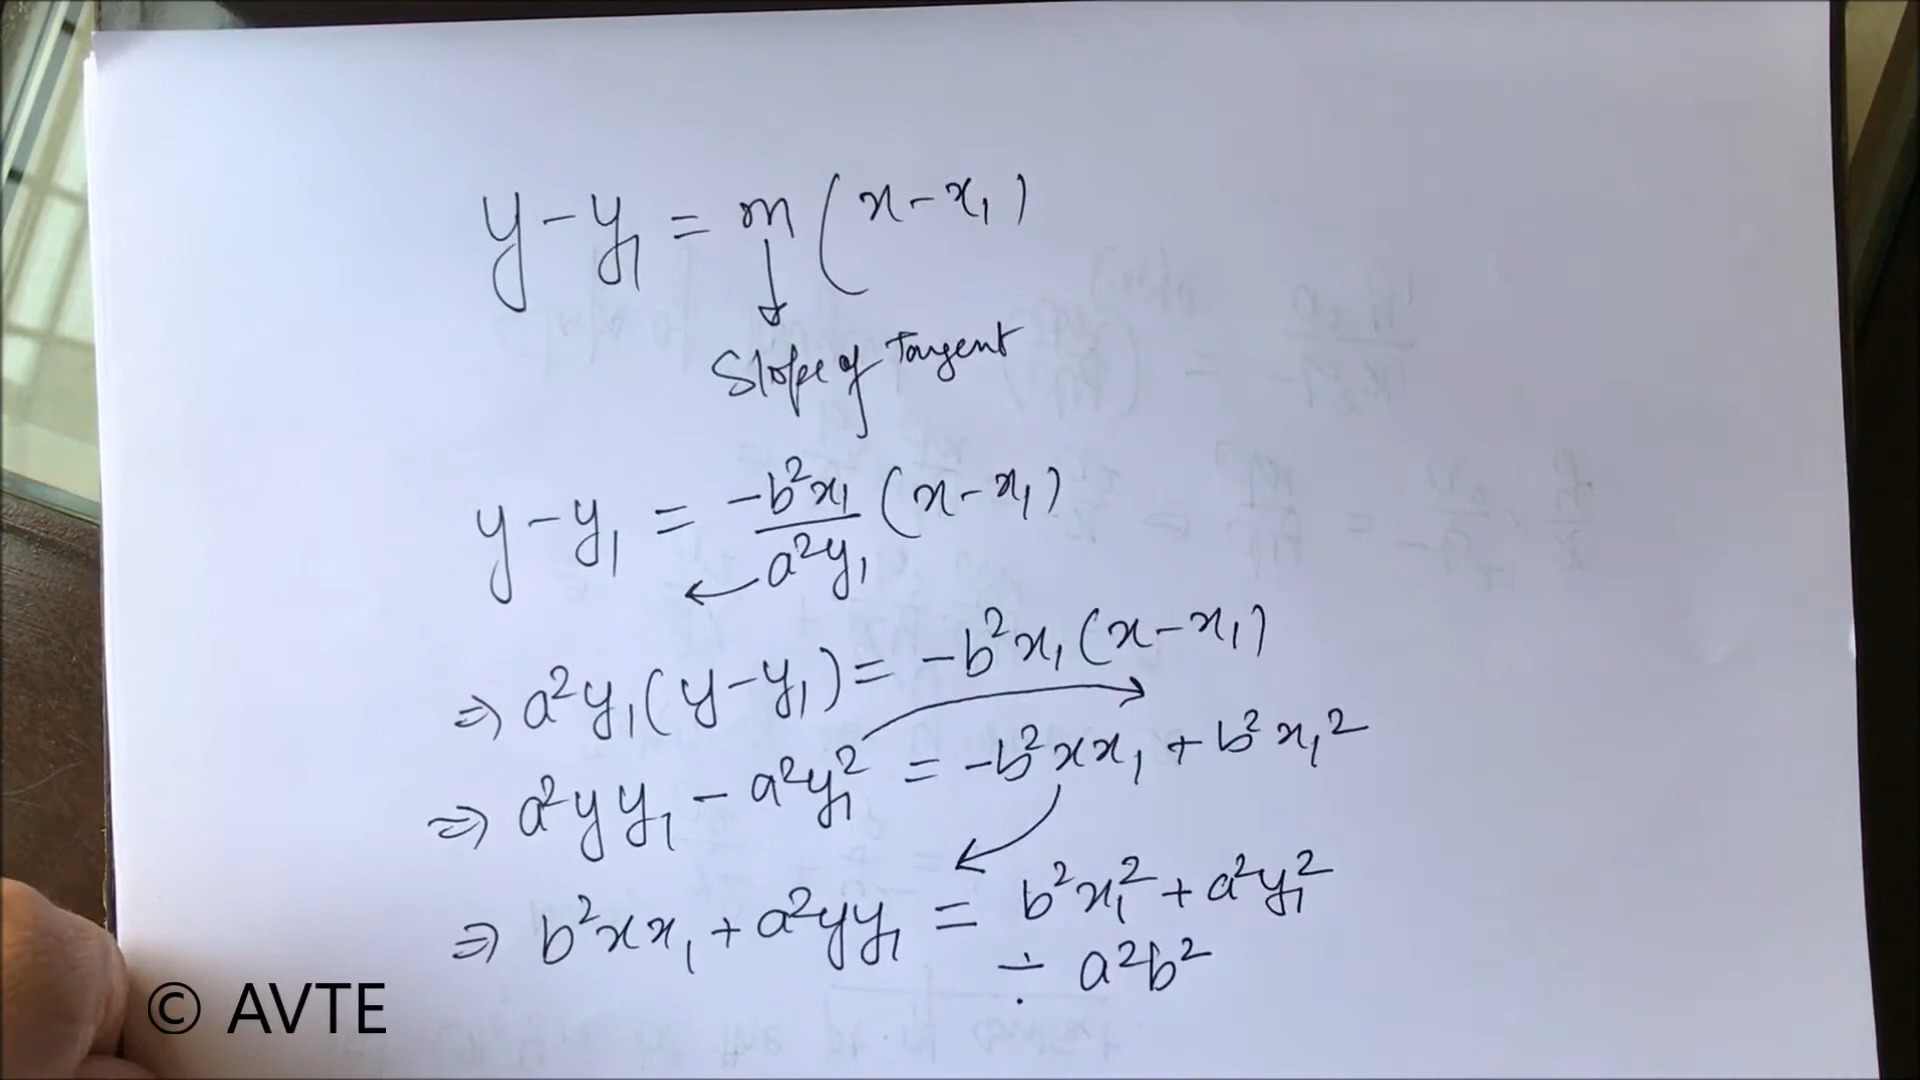 y - y₁ = m (x - x₁)
↓
Slope of Tangent
y - y₁ = -b²x₁/a²y₁ (x - x₁)
⇒ a²y₁(y - y₁) = -b²x₁(x - x₁)
⇒ a²yy₁ - a²y₁² = -b²xx₁ + b²x₁²
⇒ b²xx₁ + a²yy₁ = b²x₁² + a²y₁²
÷ a²b²
© AVTE